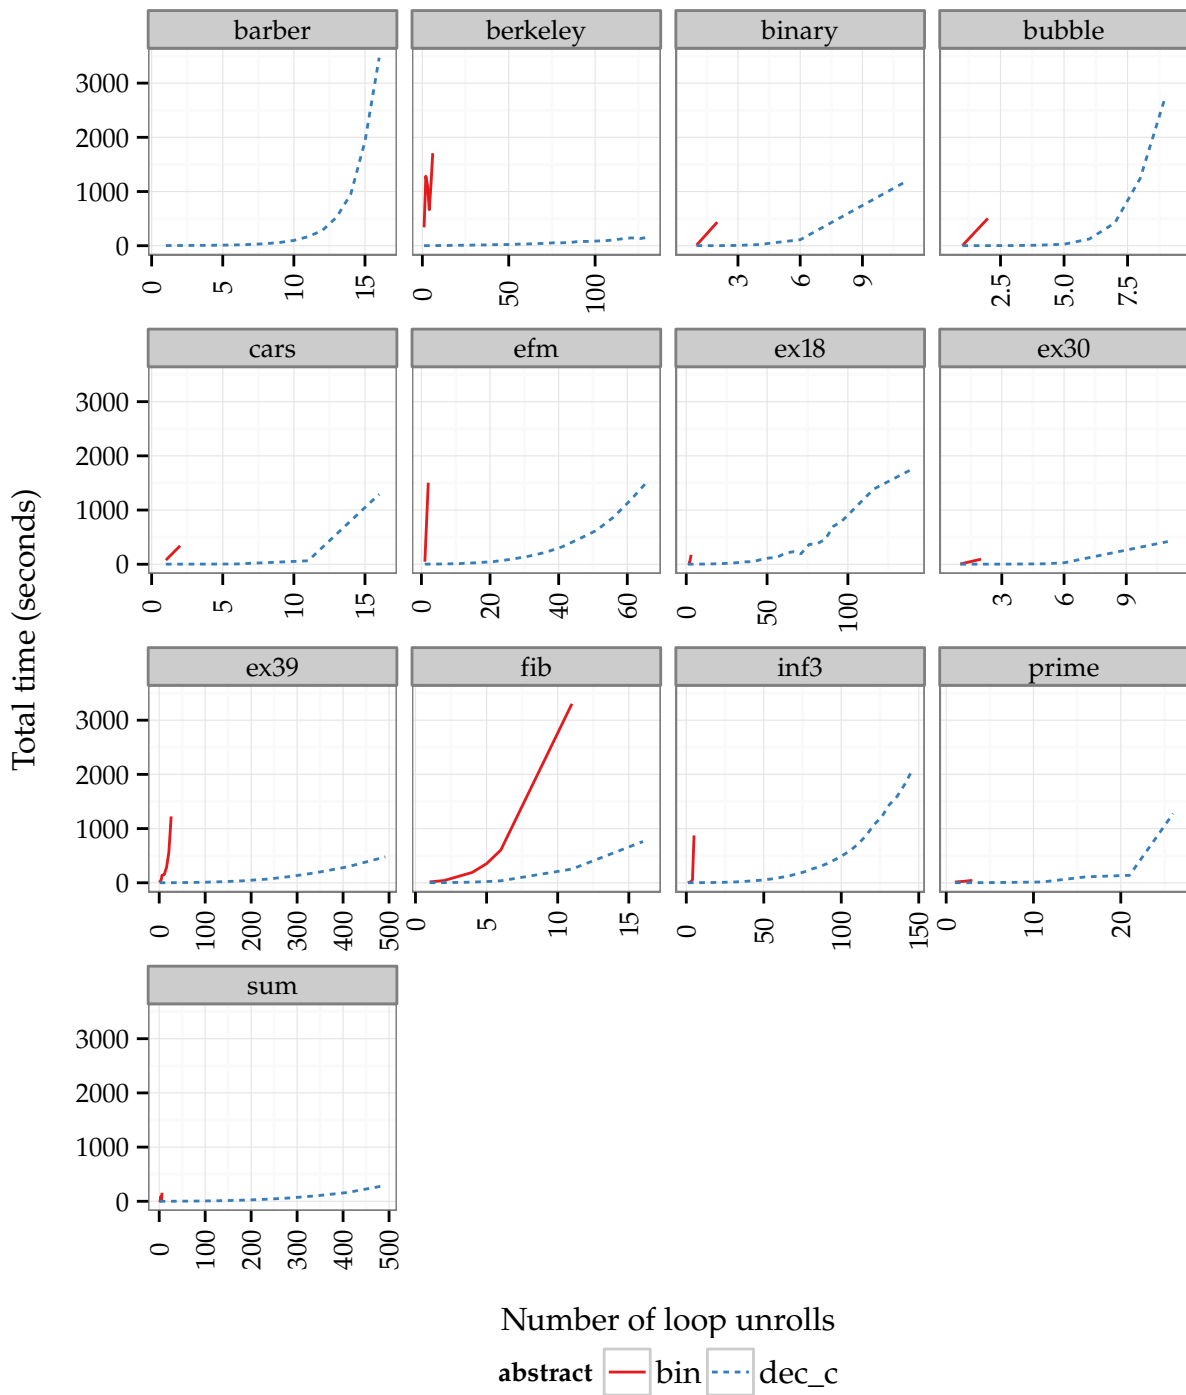 barber berkeley binary bubble
3000
2000
1000
0
0 5 10 15 0 50 100 3 6 9 2.5 5.0 7.5
cars efm ex18 ex30
3000
2000
1000
0
0 5 10 15 0 20 40 60 0 50 100 3 6 9
ex39 fib inf3 prime
3000
2000
1000
0
0 100 200 300 400 500 0 5 10 15 0 50 100 150 0 10 20
sum
3000
2000
1000
0
0 100 200 300 400 500
Total time (seconds)
Number of loop unrolls
abstract bin dec_c